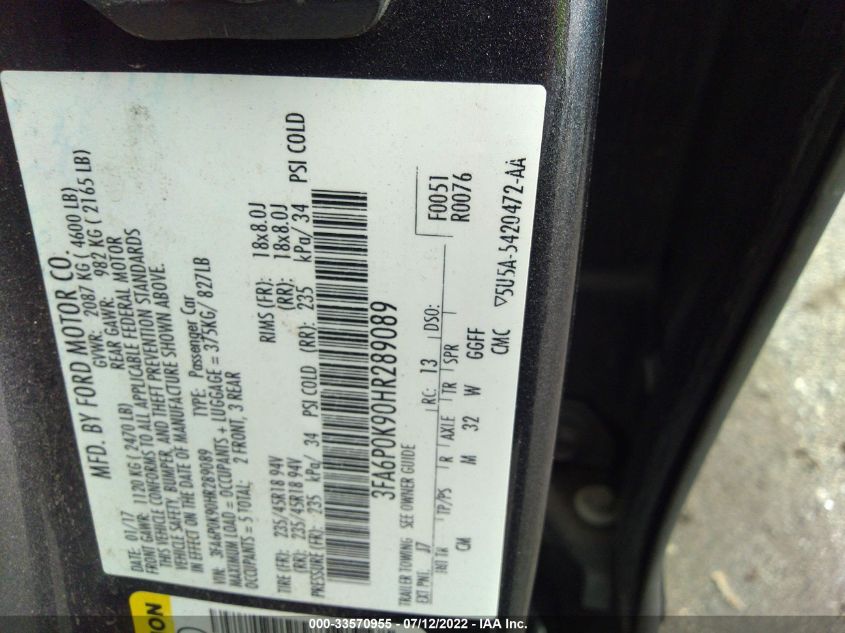 MFD. BY FORD MOTOR CO.
DATE: 01/17 GVWR: 2087 KG ( 4600 LB)
FRONT GAWR: 1120 KG ( 2470 LB) REAR GAWR: 982 KG ( 2165 LB)
THIS VEHICLE CONFORMS TO ALL APPLICABLE FEDERAL MOTOR
VEHICLE SAFETY, BUMPER, AND THEFT PREVENTION STANDARDS
IN EFFECT ON THE DATE OF MANUFACTURE SHOWN ABOVE.
VIN: 3FA6P0K90HR289089 TYPE: Passenger Car
MAXIMUM LOAD = OCCUPANTS + LUGGAGE = 375KG/ 827LB
OCCUPANTS = 5 TOTAL: 2 FRONT, 3 REAR
TIRE (FR): 235/45R18 94V RIMS (FR): 18x8.0J
(RR): 235/45R18 94V (RR): 18x8.0J
PRESSURE (FR): 235 kPa/ 34 PSI COLD (RR): 235 kPa/ 34 PSI COLD
3FA6P0K90HR289089
TRAILER TOWING SEE OWNER GUIDE
F0051
EXT PNT: J7 RC: 13 DSO: R0076
INT TR TP/PS R AXLE TR SPR
CM M 32 W GGFF
CMC ▽5U5A-5420472-AA
ION
000--33570955 - 07/12/2022 - IAA Inc.